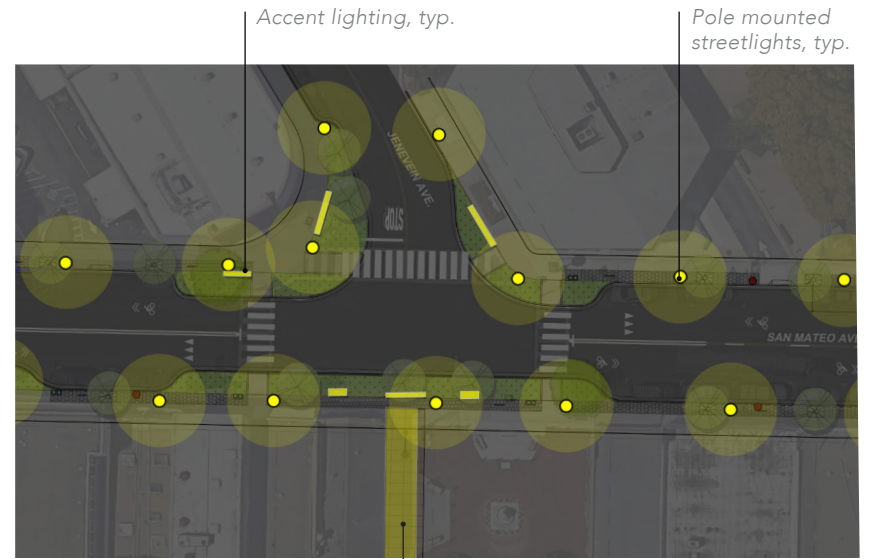 Accent lighting, typ.
Pole mounted
streetlights, typ.
JENEVEIN AVE.
STOP
SAN MATEO AVE